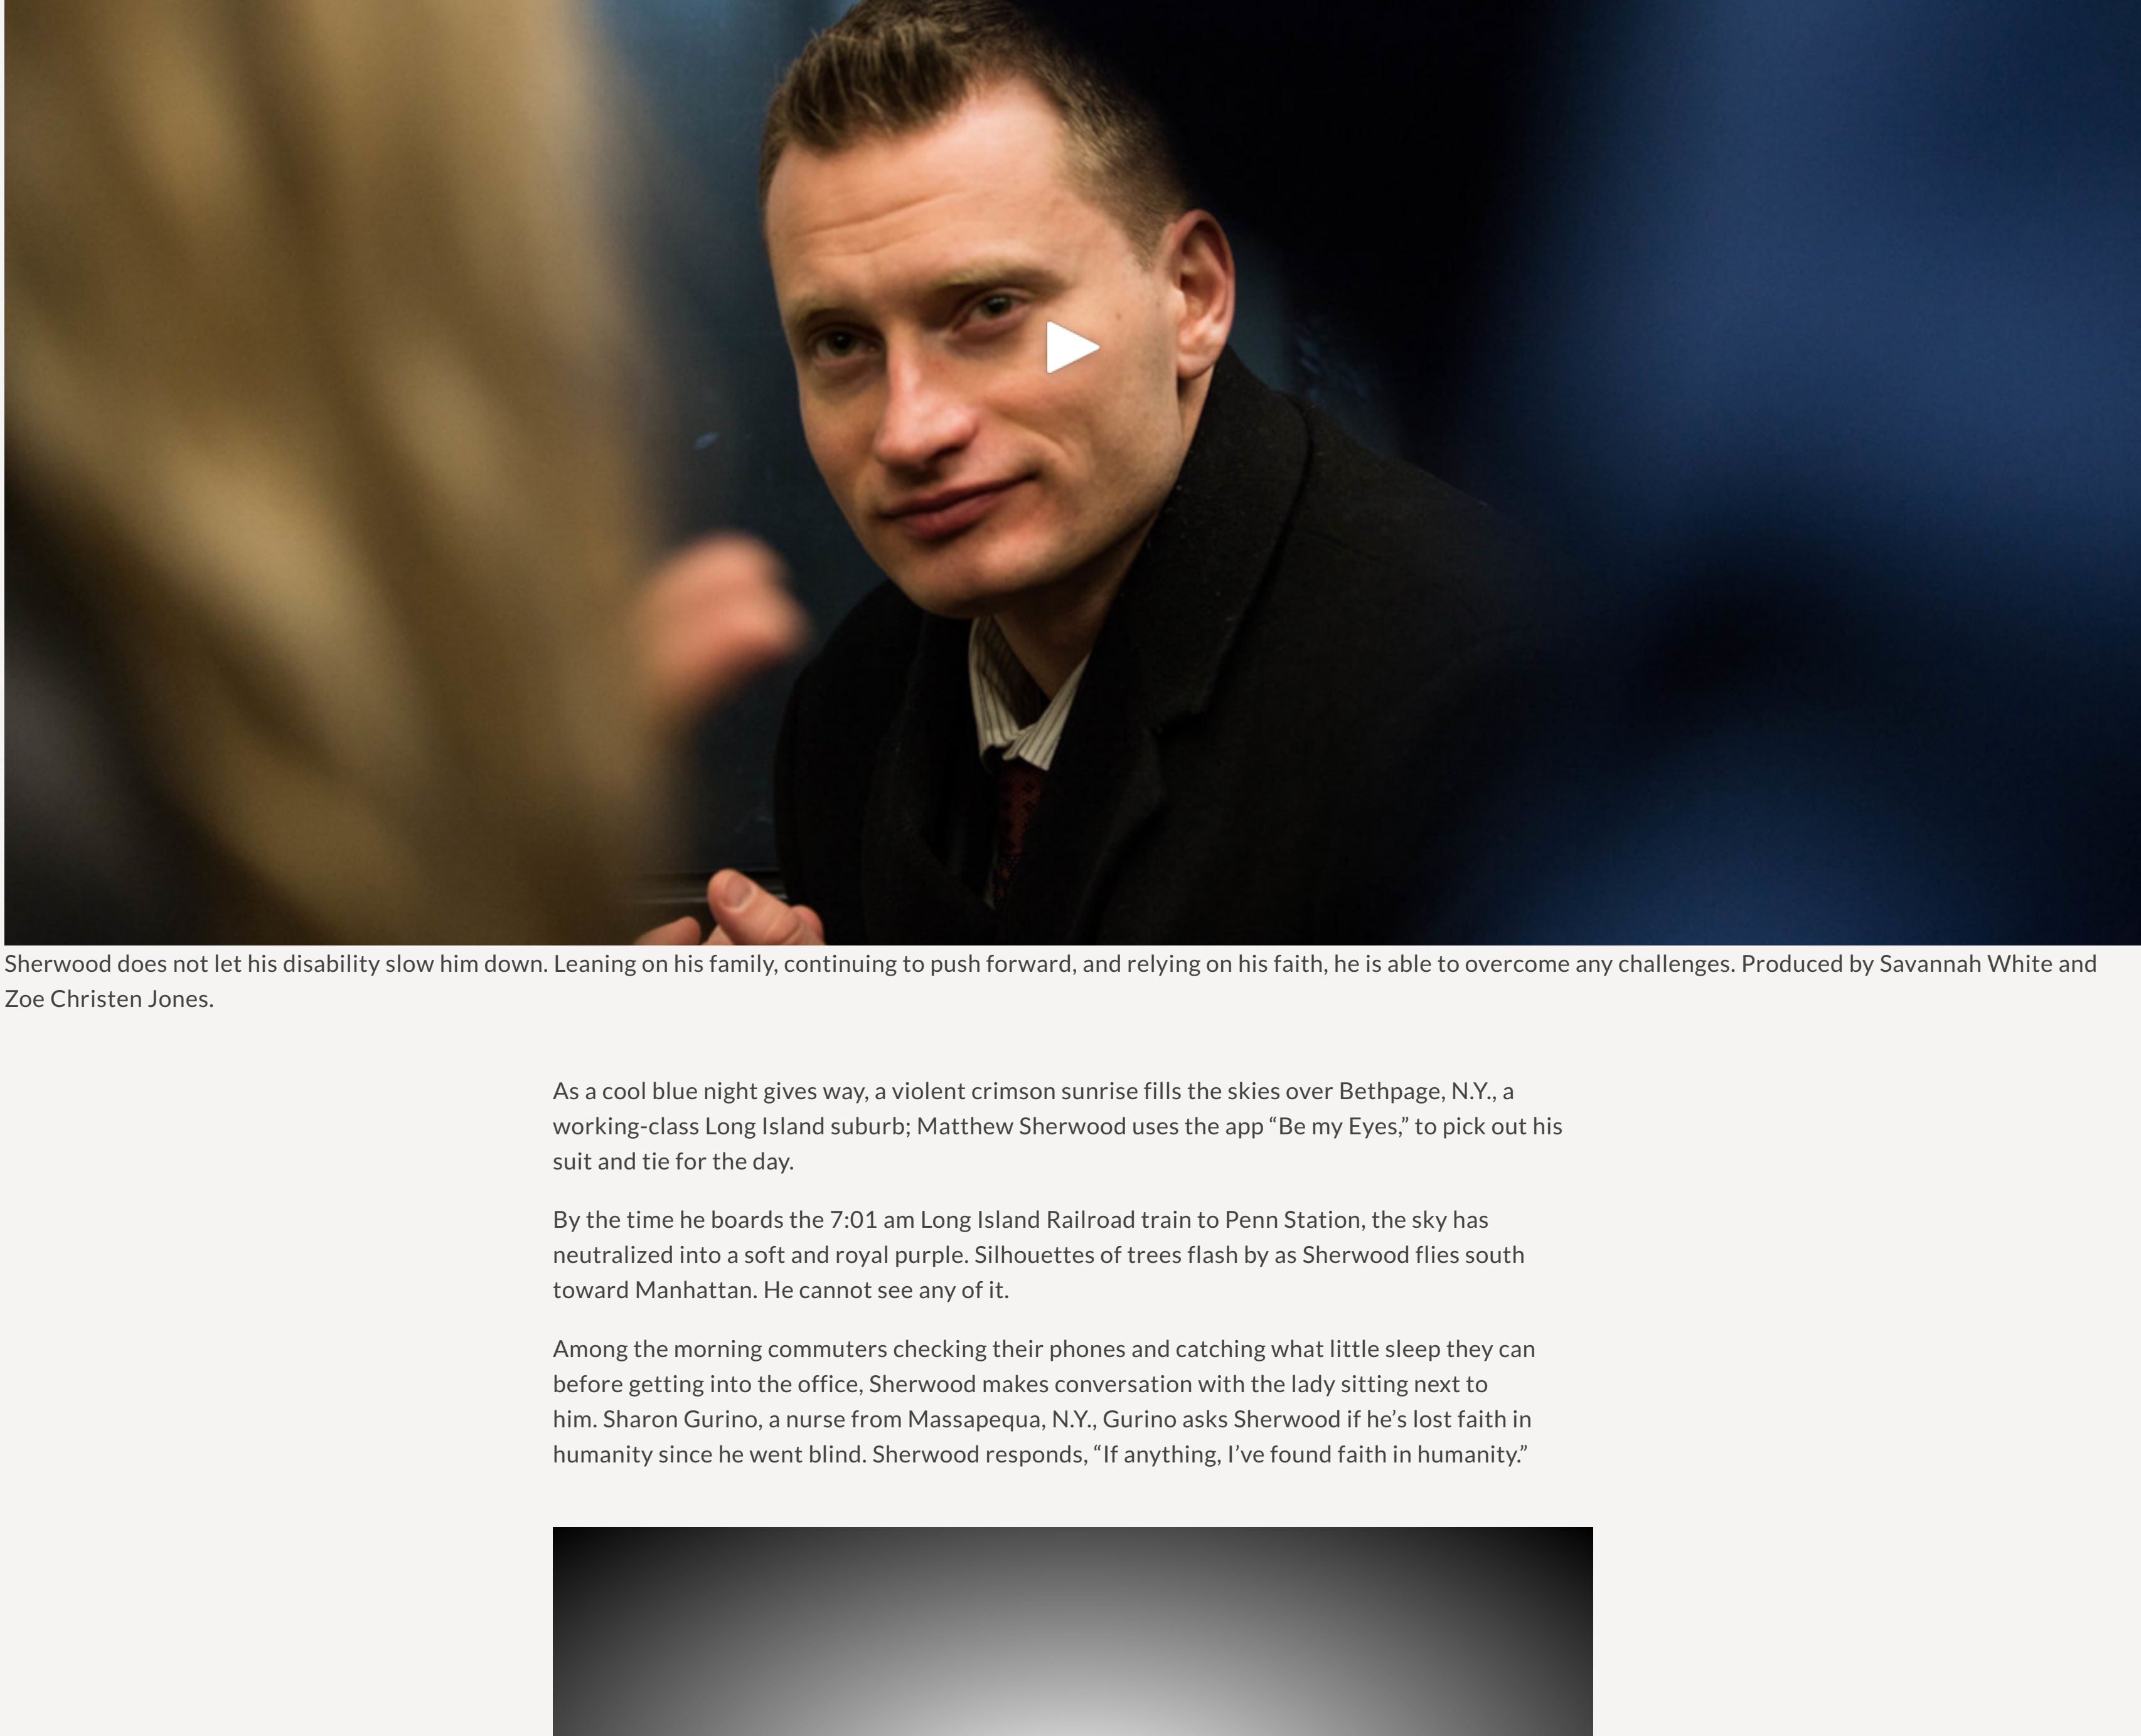 Sherwood does not let his disability slow him down. Leaning on his family, continuing to push forward, and relying on his faith, he is able to overcome any challenges. Produced by Savannah White and
Zoe Christen Jones.
As a cool blue night gives way, a violent crimson sunrise fills the skies over Bethpage, N.Y., a
working-class Long Island suburb; Matthew Sherwood uses the app “Be my Eyes,” to pick out his
suit and tie for the day.
By the time he boards the 7:01 am Long Island Railroad train to Penn Station, the sky has
neutralized into a soft and royal purple. Silhouettes of trees flash by as Sherwood flies south
toward Manhattan. He cannot see any of it.
Among the morning commuters checking their phones and catching what little sleep they can
before getting into the office, Sherwood makes conversation with the lady sitting next to
him. Sharon Gurino, a nurse from Massapequa, N.Y., Gurino asks Sherwood if he’s lost faith in
humanity since he went blind. Sherwood responds, “If anything, I’ve found faith in humanity.”